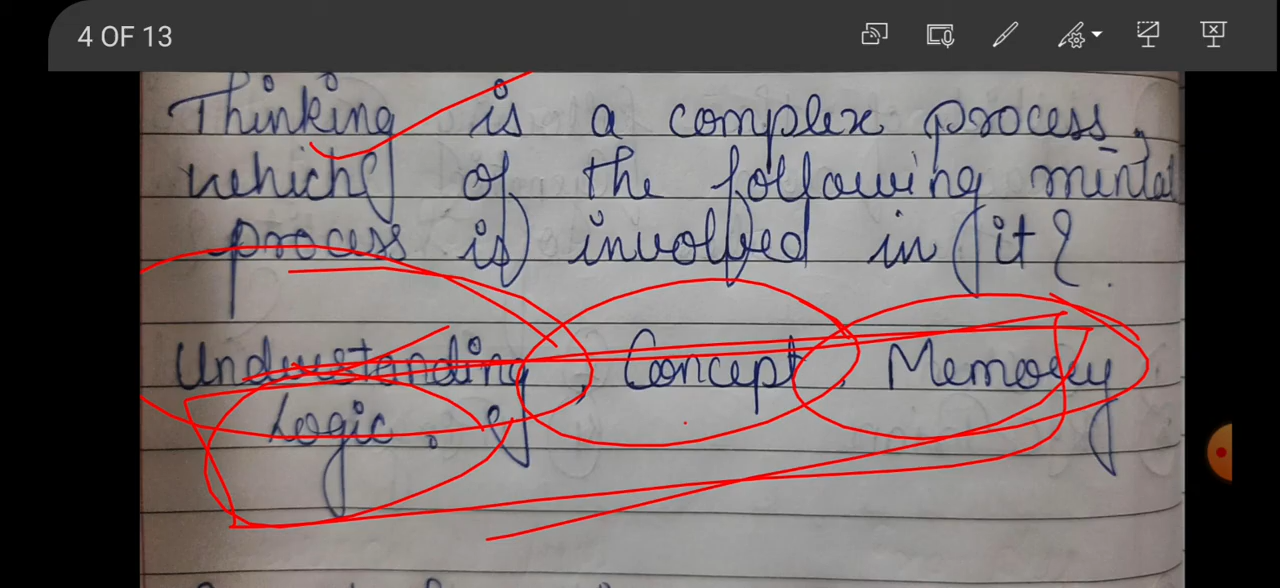 4 OF 13
Thinking is a complex process,
which of the following mental
process is involved in it?
Understanding, Concept, Memory
Logic.